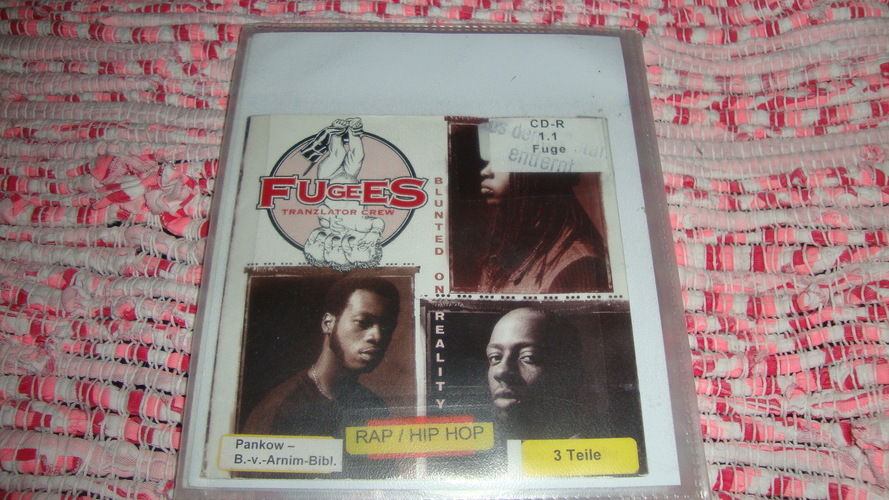 CD-R
1.1
Fuge
entfernt
FUGEES
TRANZLATOR CREW
BLUNTED ON REALITY
RAP / HIP HOP
Pankow –
B.-v.-Arnim-Bibl.
3 Teile